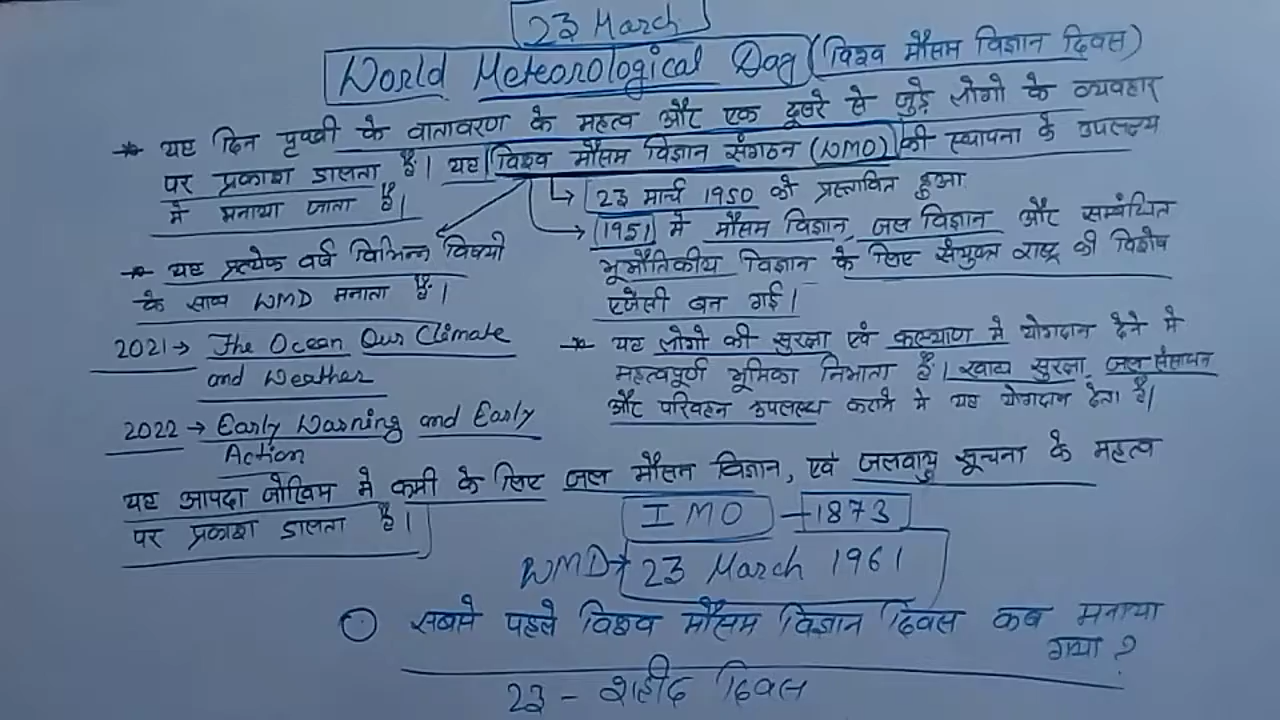 23 March
World Meteorological Day (विश्व मौसम विज्ञान दिवस)
* यह दिन पृथ्वी के वातावरण के महत्व और एक दूसरे से जुड़े लोगो के व्यवहार
पर प्रकाश डालता है। यह विश्व मौसम विज्ञान संगठन (WMO) की स्थापना के उपलक्ष्य
मे मनाया जाता है।
→ 23 मार्च 1950 को प्रस्तावित हुआ
→ 1951 मे मौसम विज्ञान, जल विज्ञान और सम्बंधित
भूभौतिकीय विज्ञान के लिए संयुक्त राष्ट्र की विशेष
एजेंसी बन गई।
* यह प्रत्येक वर्ष विभिन्न विषयो
के साथ WMD मनाता है।
2021 → The Ocean Our Climate
and Weather
2022 → Early Warning and Early
Action
* यह लोगो की सुरक्षा एवं कल्याण मे योगदान देने मे
महत्वपूर्ण भूमिका निभाता है। खाद्य सुरक्षा, जल संसाधन
और परिवहन उपलब्ध कराने मे यह योगदान देता है।
यह आपदा जोखिम मे कमी के लिए जल मौसम विज्ञान, एवं जलवायु सूचना के महत्व
पर प्रकाश डालता है।
IMO - 1873
WMD → 23 March 1961
सबसे पहले विश्व मौसम विज्ञान दिवस कब मनाया
गया?
23 - शहीद दिवस